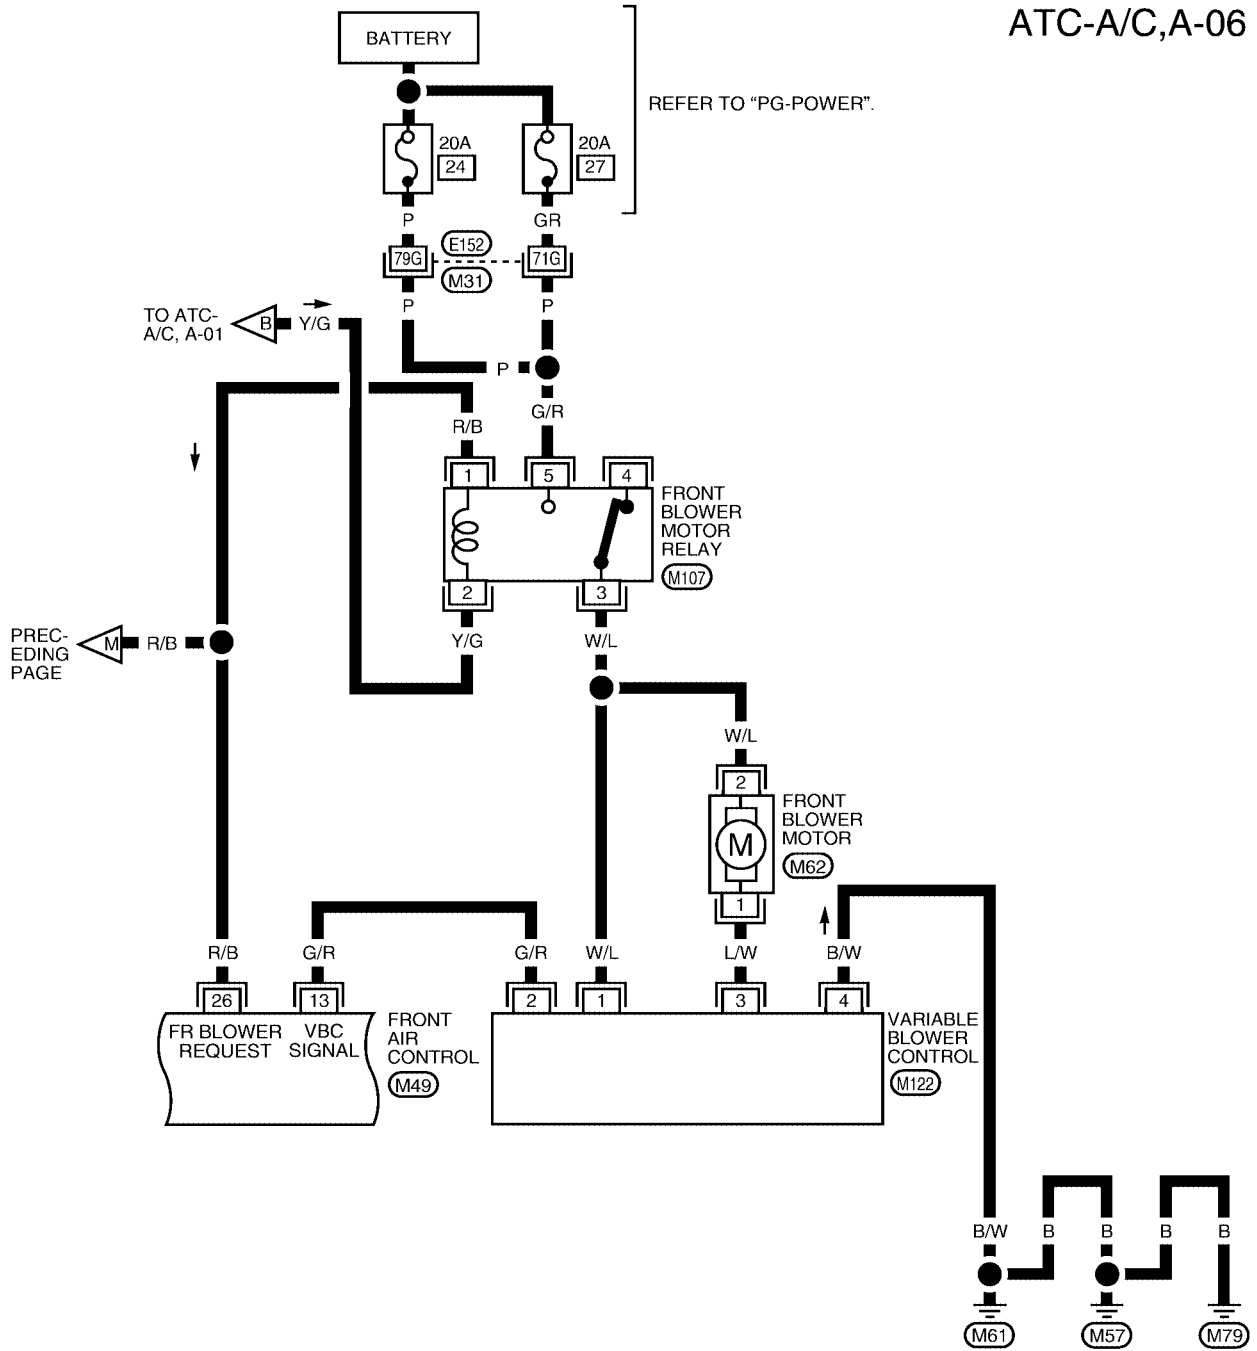 ATC-A/C,A-06
BATTERY
REFER TO “PG-POWER”.
20A
24
20A
27
P
GR
79G
E152
M31
71G
P
P
TO ATC-
A/C, A-01
B
Y/G
P
G/R
R/B
1
5
4
FRONT
BLOWER
MOTOR
RELAY
M107
2
3
Y/G
W/L
PREC-
EDING
PAGE
M
R/B
W/L
2
FRONT
BLOWER
MOTOR
M62
M
1
R/B
G/R
G/R
W/L
L/W
B/W
26
13
2
1
3
4
FR BLOWER
REQUEST
VBC
SIGNAL
FRONT
AIR
CONTROL
M49
VARIABLE
BLOWER
CONTROL
M122
B/W
B
B
B
B
M61
M57
M79